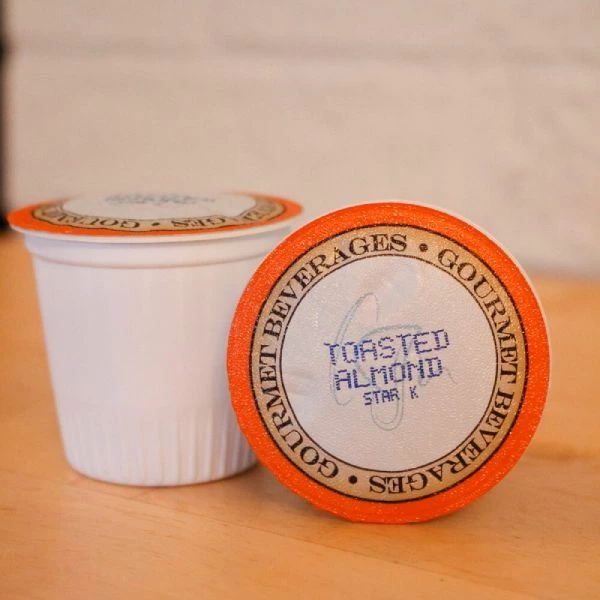 GOURMET BEVERAGES • GOURMET BEVERAGES •
TOASTED
ALMOND
STAR K